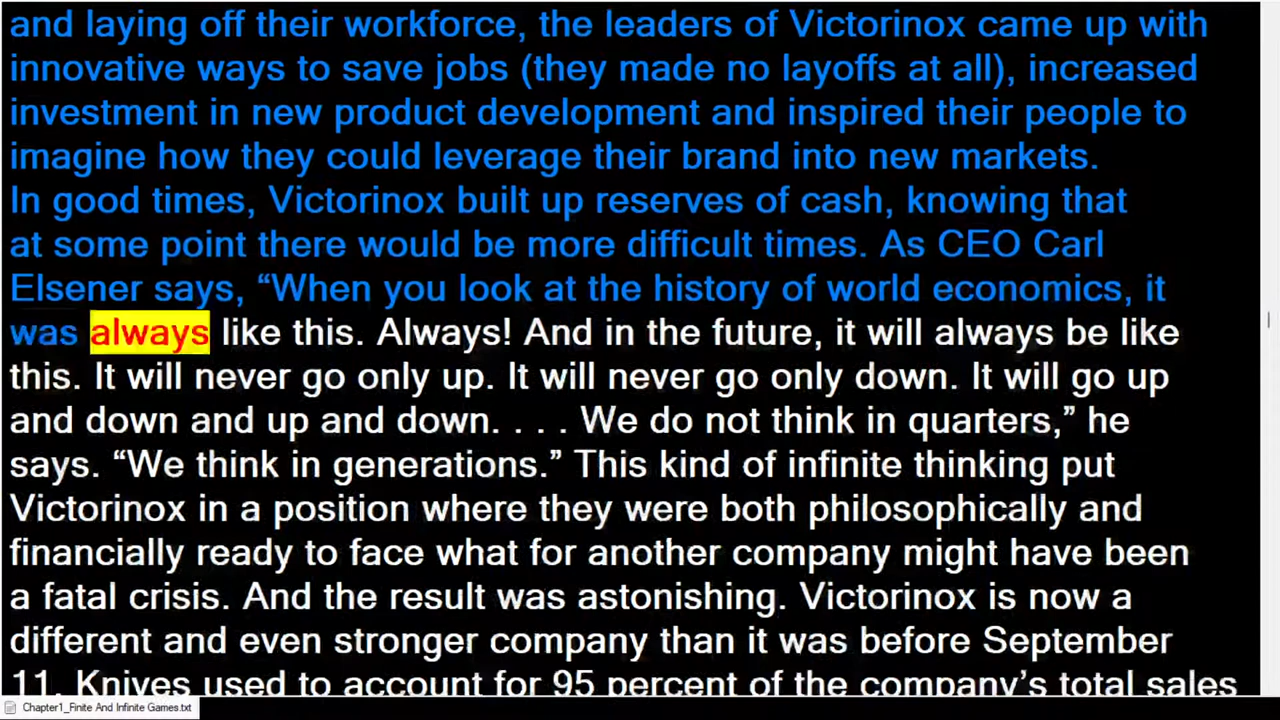 and laying off their workforce, the leaders of Victorinox came up with
innovative ways to save jobs (they made no layoffs at all), increased
investment in new product development and inspired their people to
imagine how they could leverage their brand into new markets.
In good times, Victorinox built up reserves of cash, knowing that
at some point there would be more difficult times. As CEO Carl
Elsener says, “When you look at the history of world economics, it
was always like this. Always! And in the future, it will always be like
this. It will never go only up. It will never go only down. It will go up
and down and up and down. . . . We do not think in quarters,” he
says. “We think in generations.” This kind of infinite thinking put
Victorinox in a position where they were both philosophically and
financially ready to face what for another company might have been
a fatal crisis. And the result was astonishing. Victorinox is now a
different and even stronger company than it was before September
11. Knives used to account for 95 percent of the company’s total sales
Chapter1_Finite And Infinite Games.txt